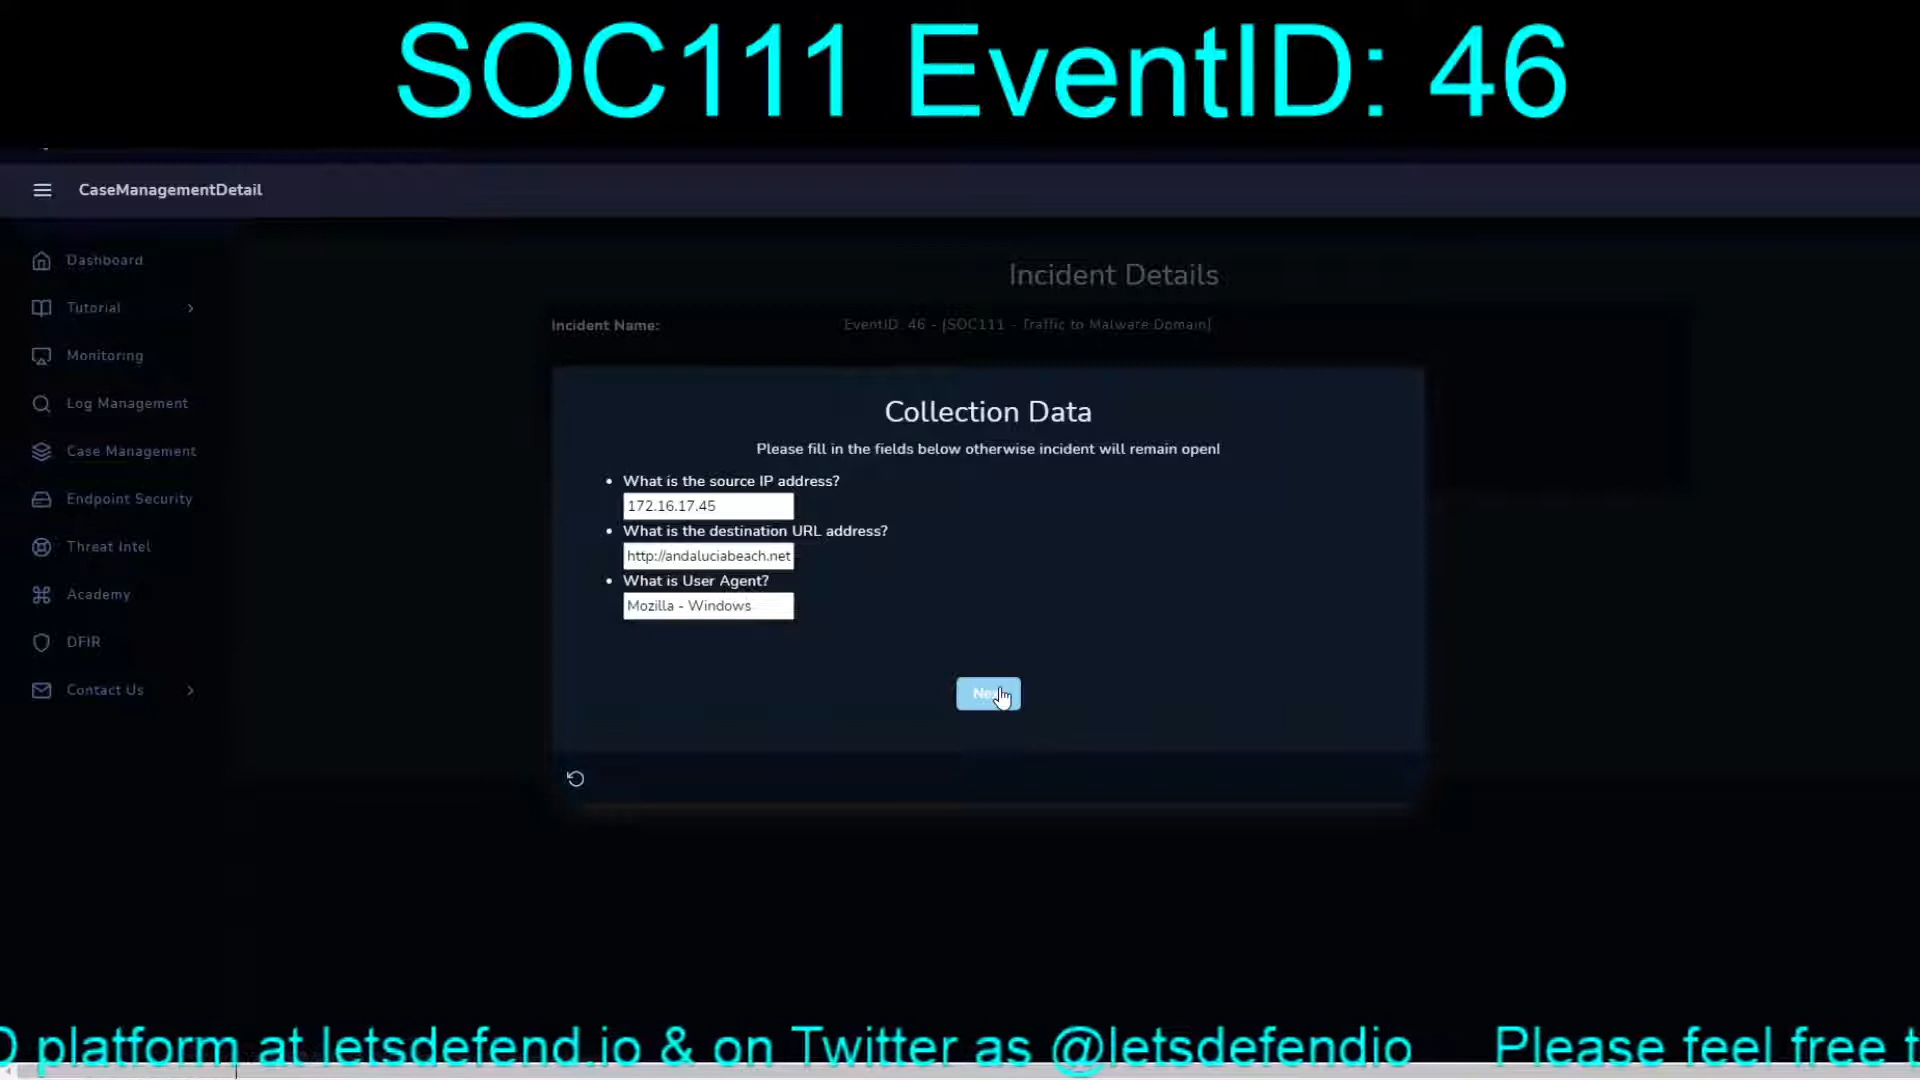 SOC111 EventID: 46
CaseManagementDetail
Dashboard
Tutorial
Monitoring
Log Management
Case Management
Endpoint Security
Threat Intel
Academy
DFIR
Contact Us
Incident Details
Incident Name: EventID: 46 - [SOC111 - Traffic to Malware Domain]
Collection Data
Please fill in the fields below otherwise incident will remain open!
• What is the source IP address?
172.16.17.45
• What is the destination URL address?
http://andaluciabeach.net
• What is User Agent?
Mozilla - Windows
platform at letsdefend.io & on Twitter as @letsdefendio Please feel free